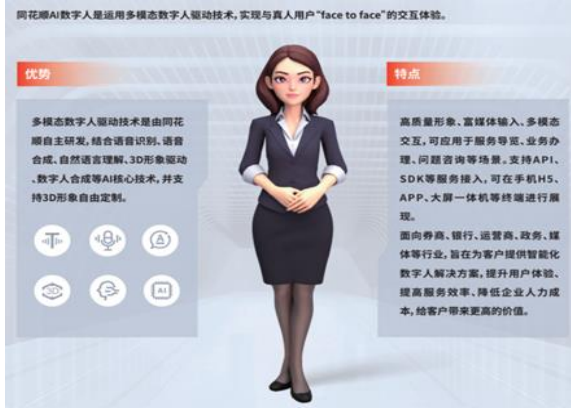 同花顺AI数字人是运用多模态数字人驱动技术，实现与真人用户“face to face”的交互体验。
优势
多模态数字人驱动技术是由同花
顺自主研发，结合语音识别、语音
合成、自然语言理解、3D形象驱动
、数字人合成等AI核心技术，并支
持3D形象自由定制。
T
A
3D
AI
特点
高质量形象、富媒体输入、多模态
交互，可应用于服务导览、业务办
理、问题咨询等场景。支持API、
SDK等服务接入，可在手机H5、
APP、大屏一体机等终端进行展
现。
面向券商、银行、运营商、政务、媒
体等行业，旨在为客户提供智能化
数字人解决方案，提升用户体验、
提高服务效率、降低企业人力成
本，给客户带来更高的价值。